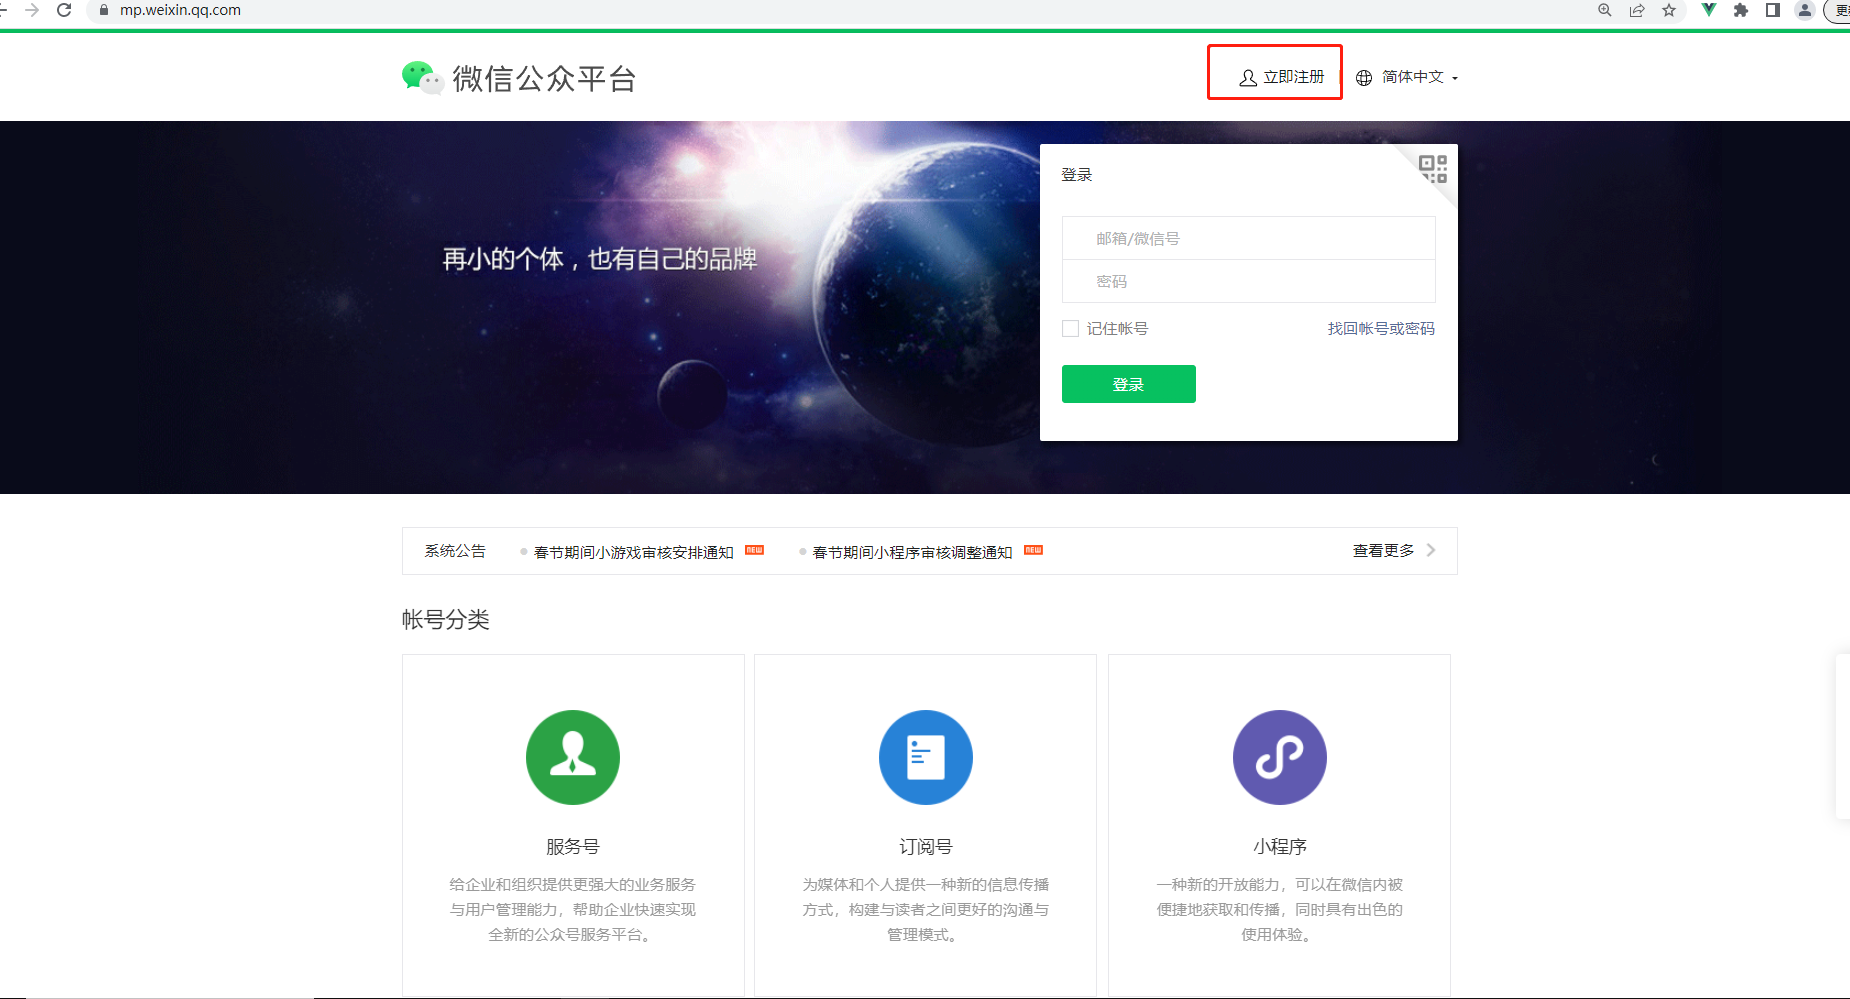 mp.weixin.qq.com
微信公众平台
立即注册
简体中文
登录
再小的个体，也有自己的品牌
邮箱/微信号
密码
记住帐号
找回帐号或密码
登录
系统公告
春节期间小游戏审核安排通知 NEW
春节期间小程序审核调整通知 NEW
查看更多
帐号分类
服务号
给企业和组织提供更强大的业务服务
与用户管理能力，帮助企业快速实现
全新的公众号服务平台。
订阅号
为媒体和个人提供一种新的信息传播
方式，构建与读者之间更好的沟通与
管理模式。
小程序
一种新的开放能力，可以在微信内被
便捷地获取和传播，同时具有出色的
使用体验。